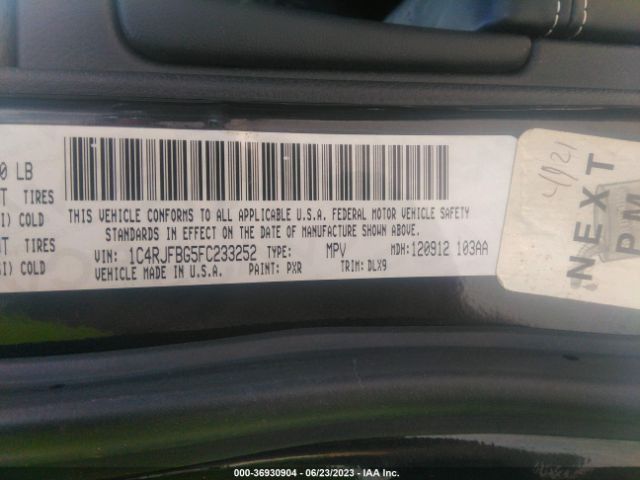 0 LB
T TIRES
I) COLD
T TIRES
I) COLD
THIS VEHICLE CONFORMS TO ALL APPLICABLE U.S.A. FEDERAL MOTOR VEHICLE SAFETY
STANDARDS IN EFFECT ON THE DATE OF MANUFACTURE SHOWN ABOVE.
VIN: 1C4RJFBG5FC233252 TYPE: MPV MDH:120912 103AA
VEHICLE MADE IN U.S.A. PAINT: PXR TRIM: DLX9
NEXT
PM
000-36930904 - 06/23/2023 - IAA Inc.